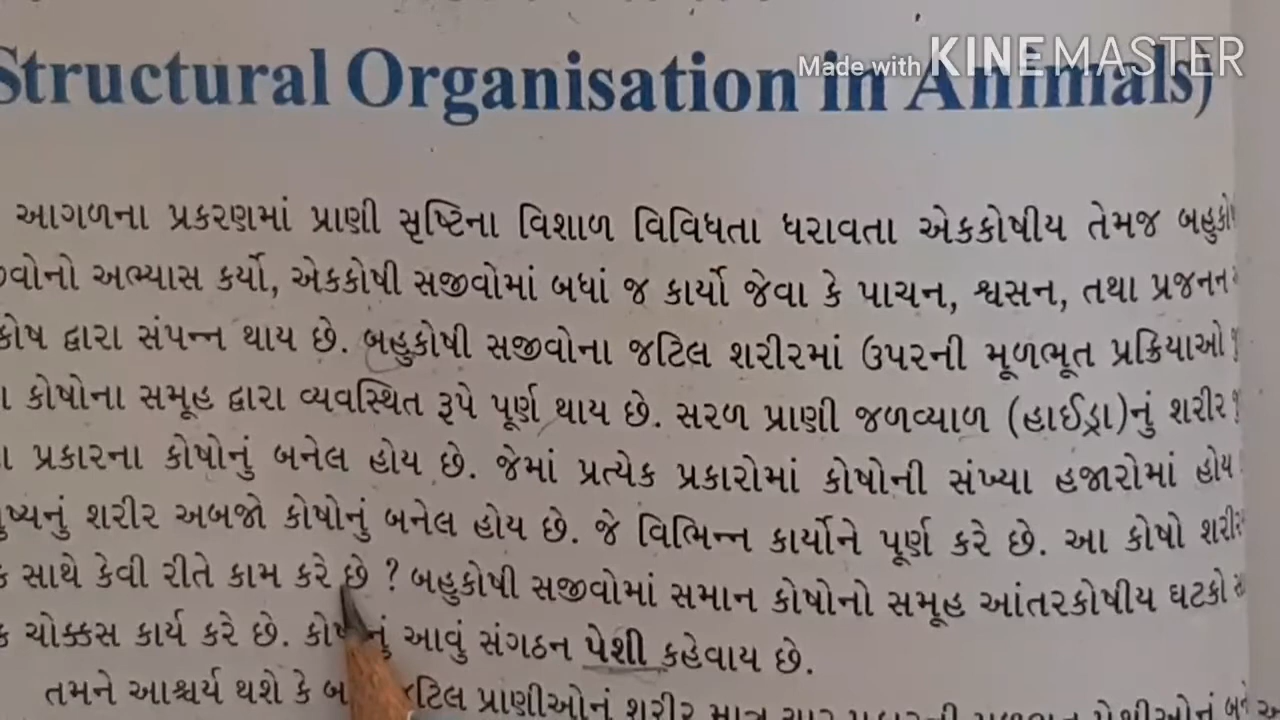 Made with KINEMASTER
Structural Organisation in Animals)
આગળના પ્રકરણમાં પ્રાણી સૃષ્ટિના વિશાળ વિવિધતા ધરાવતા એકકોષીય તેમજ
અભ્યાસ કર્યો, એકકોષી સજીવોમાં બધાં જ કાર્યો જેવા કે પાચન, શ્વસન, તથા પ્રજનન
કોષ દ્વારા સંપન્ન થાય છે. બહુકોષી સજીવોના જટિલ શરીરમાં ઉપરની મૂળભૂત પ્રક્રિયાઓ
કોષોના સમૂહ દ્વારા વ્યવસ્થિત રૂપે પૂર્ણ થાય છે. સરળ પ્રાણી જળવ્યાળ (હાઈડ્રા)નું શરીર
પ્રકારના કોષોનું બનેલ હોય છે. જેમાં પ્રત્યેક પ્રકારોમાં કોષોની સંખ્યા હજારોમાં હોય
શરીર અબજો કોષોનું બનેલ હોય છે. જે વિભિન્ન કાર્યોને પૂર્ણ કરે છે. આ કોષો
સાથે કેવી રીતે કામ કરે છે ? બહુકોષી સજીવોમાં સમાન કોષોનો સમૂહ આંતરકોષીય ઘટકો
ચોક્કસ કાર્ય કરે છે. આવું સંગઠન પેશી કહેવાય છે.
તમને આશ્ચર્ય થશે કે પ્રાણીઓનું શરીર માત્ર